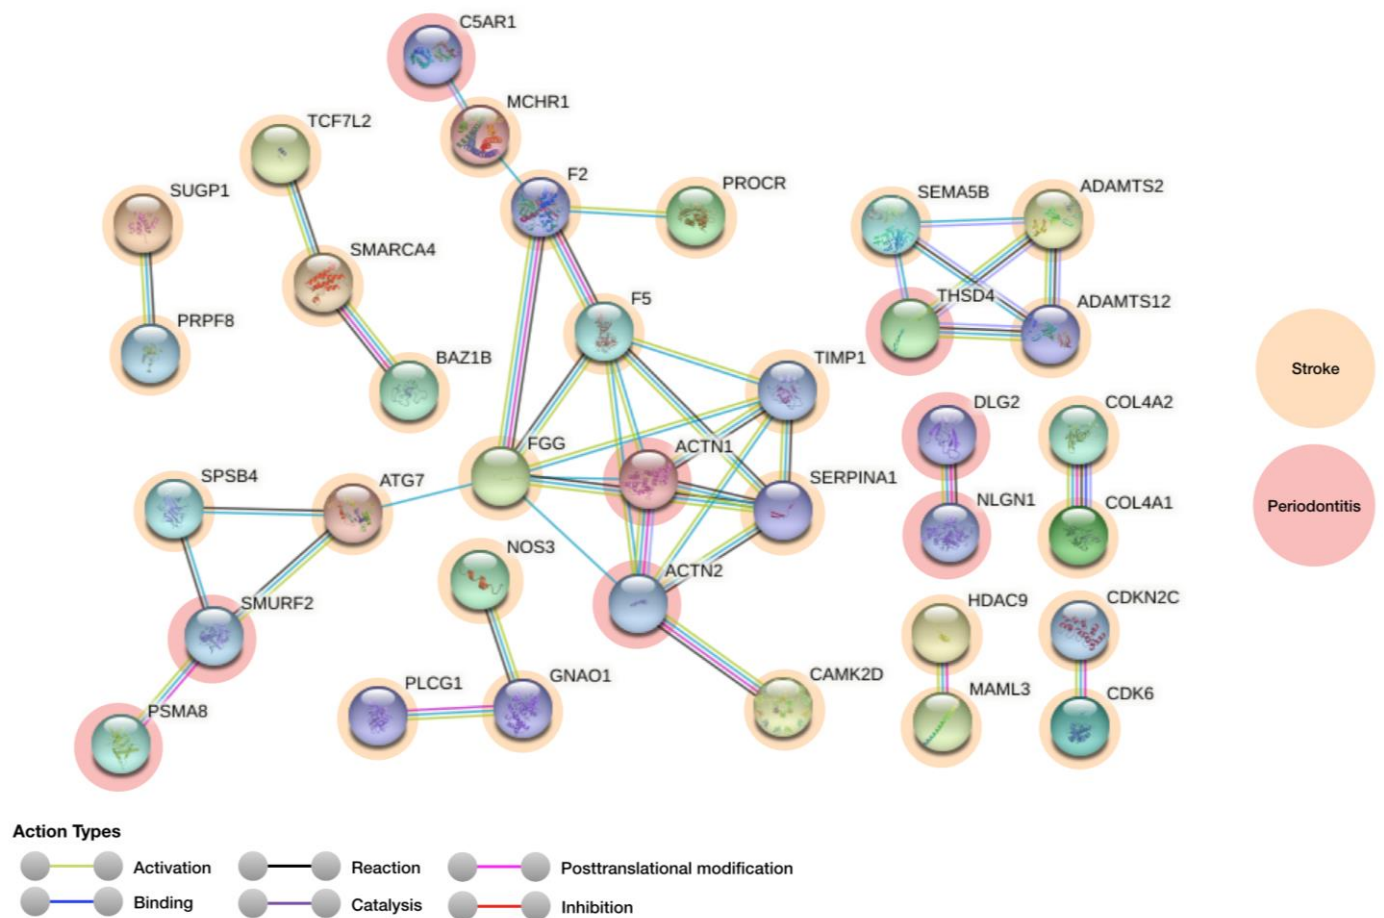 C5AR1
MCHR1
TCF7L2
F2
PROCR
SUGP1
SEMA5B
ADAMTS2
SMARCA4
F5
THSD4
ADAMTS12
PRPF8
BAZ1B
TIMP1
Stroke
DLG2
COL4A2
FGG
ACTN1
SPSB4
ATG7
SERPINA1
NLGN1
COL4A1
Periodontitis
NOS3
ACTN2
SMURF2
HDAC9
CDKN2C
PLCG1
GNAO1
CAMK2D
MAML3
CDK6
PSMA8
Action Types
Activation
Reaction
Posttranslational modification
Binding
Catalysis
Inhibition